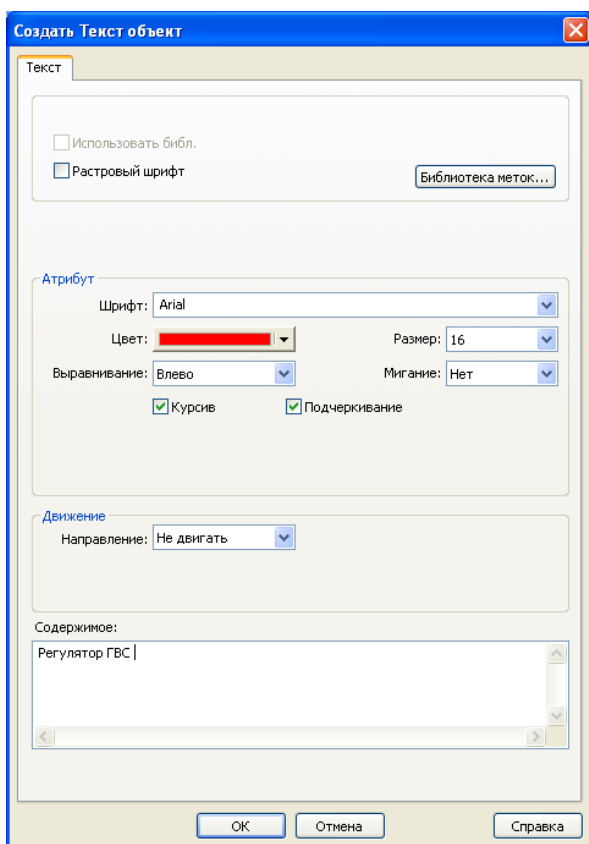 Создать Текст объект
Текст
Использовать библ.
Растровый шрифт
Библиотека меток...
Атрибут
Шрифт: Arial
Цвет: Размер: 16
Выравнивание: Влево Мигание: Нет
Курсив Подчеркивание
Движение
Направление: Не двигать
Содержимое:
Регулятор ГВС
ОК Отмена Справка